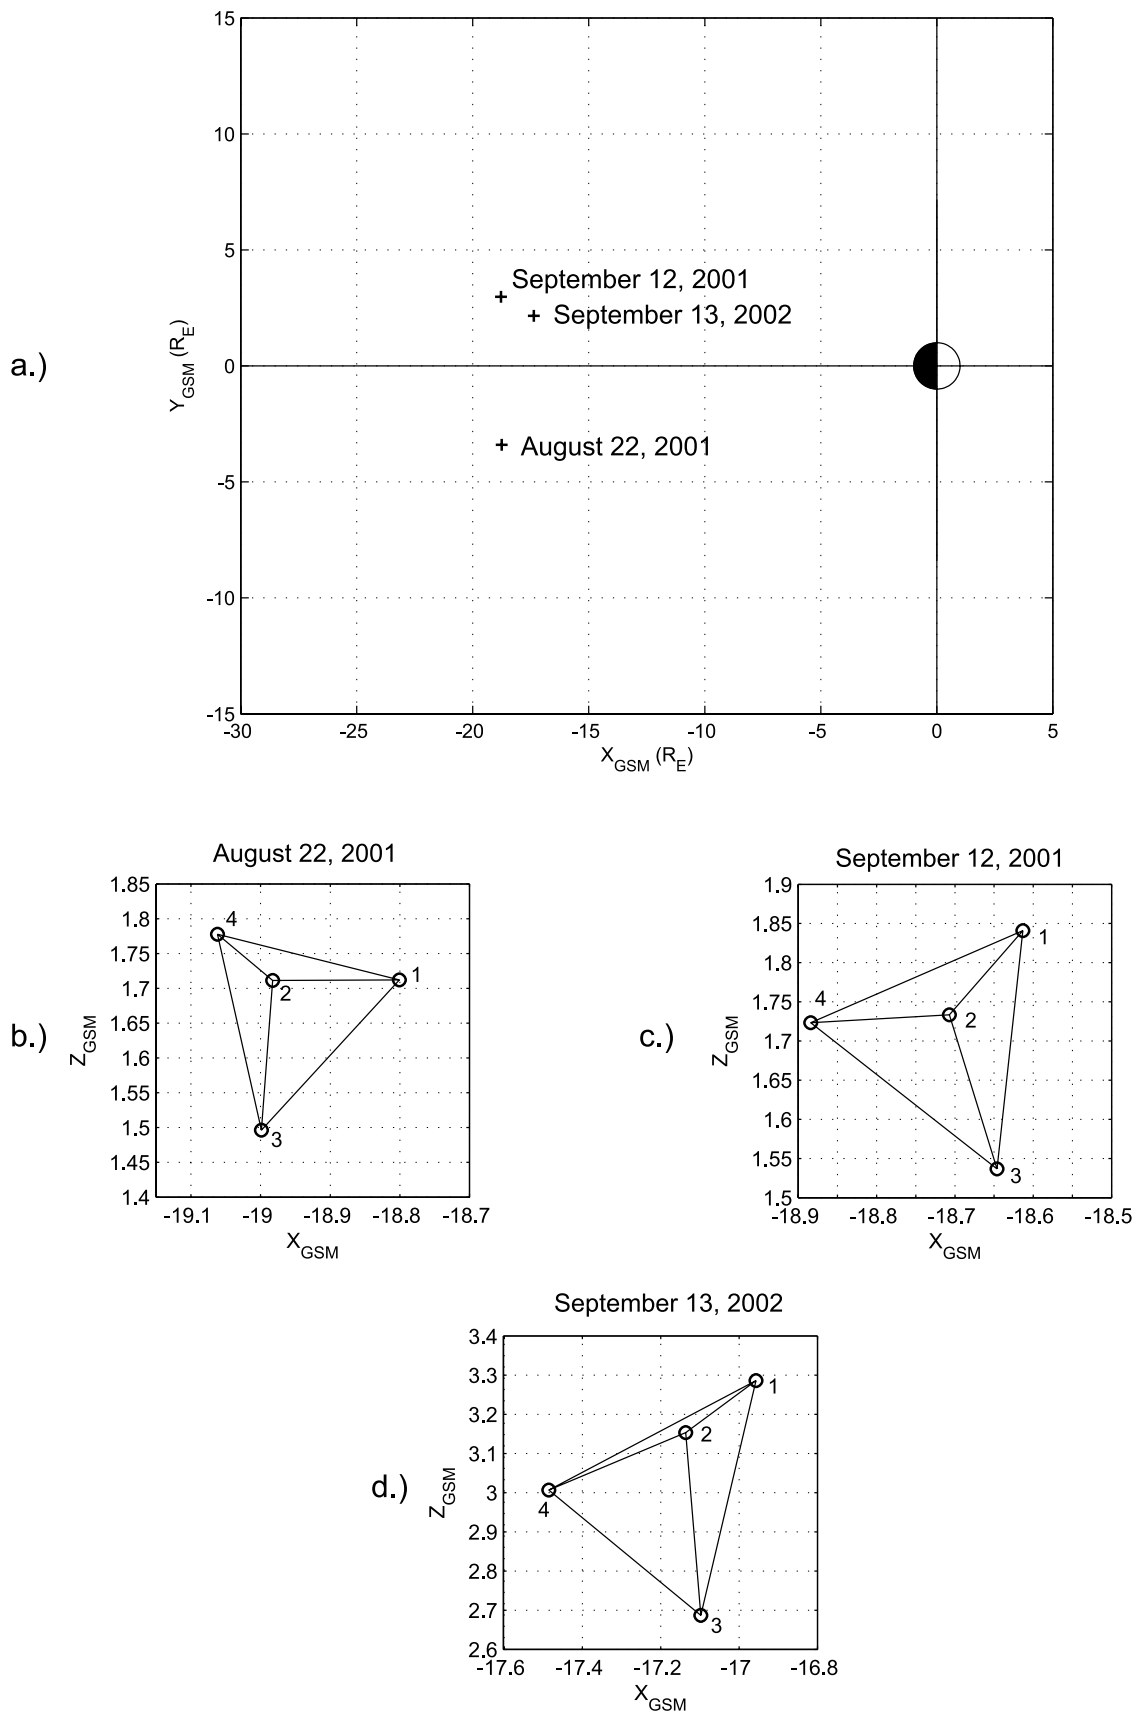 15
10
5
0
-5
-10
-15
Y_GSM (R_E)
a.)
September 12, 2001
September 13, 2002
August 22, 2001
-30 -25 -20 -15 -10 -5 0 5
X_GSM (R_E)
August 22, 2001
1.85
1.8
1.75
1.7
1.65
1.6
1.55
1.5
1.45
1.4
Z_GSM
b.)
4
2
1
3
-19.1 -19 -18.9 -18.8 -18.7
X_GSM
September 12, 2001
1.9
1.85
1.8
1.75
1.7
1.65
1.6
1.55
1.5
Z_GSM
c.)
1
4
2
3
-18.9 -18.8 -18.7 -18.6 -18.5
X_GSM
September 13, 2002
3.4
3.3
3.2
3.1
3
2.9
2.8
2.7
2.6
Z_GSM
d.)
1
2
4
3
-17.6 -17.4 -17.2 -17 -16.8
X_GSM